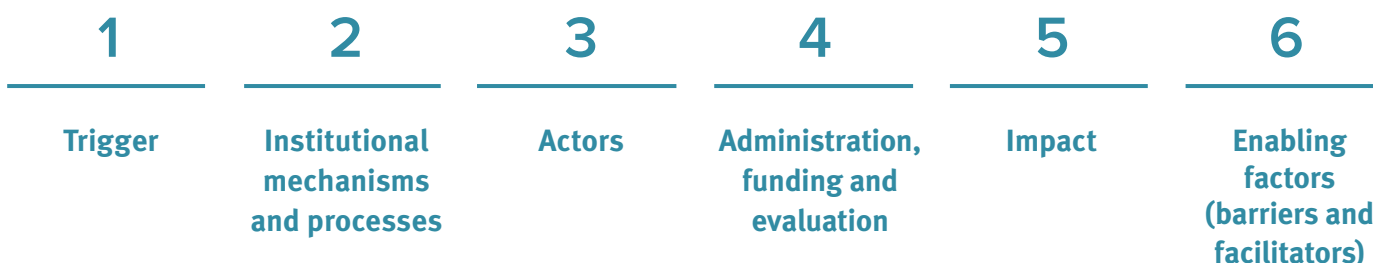 1
Trigger
2
Institutional
mechanisms
and processes
3
Actors
4
Administration,
funding and
evaluation
5
Impact
6
Enabling
factors
(barriers and
facilitators)